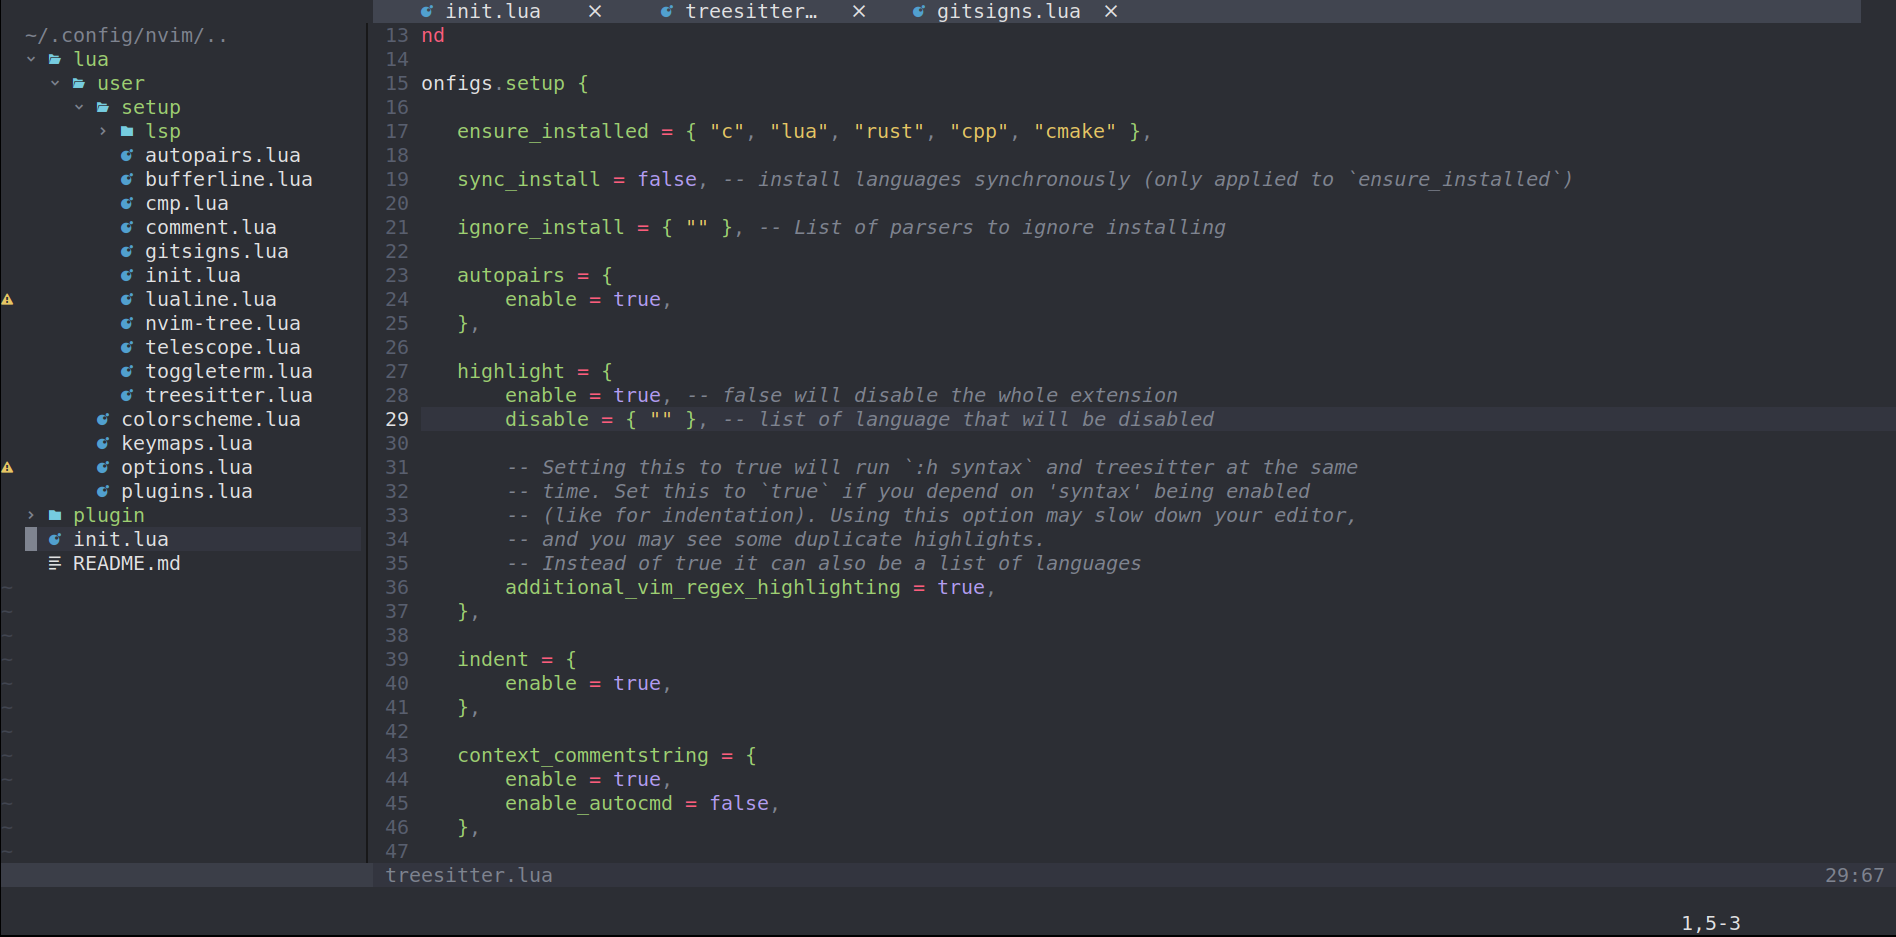 init.lua × treesitter… × gitsigns.lua ×
~/.config/nvim/..
lua
user
setup
lsp
autopairs.lua
bufferline.lua
cmp.lua
comment.lua
gitsigns.lua
init.lua
lualine.lua
nvim-tree.lua
telescope.lua
toggleterm.lua
treesitter.lua
colorscheme.lua
keymaps.lua
options.lua
plugins.lua
plugin
init.lua
README.md
~
~
~
~
~
~
~
~
~
~
~
~
13 nd
14
15 onfigs.setup {
16
17    ensure_installed = { "c", "lua", "rust", "cpp", "cmake" },
18
19    sync_install = false, -- install languages synchronously (only applied to `ensure_installed`)
20
21    ignore_install = { "" }, -- List of parsers to ignore installing
22
23    autopairs = {
24        enable = true,
25    },
26
27    highlight = {
28        enable = true, -- false will disable the whole extension
29        disable = { "" }, -- list of language that will be disabled
30
31        -- Setting this to true will run `:h syntax` and treesitter at the same
32        -- time. Set this to `true` if you depend on 'syntax' being enabled
33        -- (like for indentation). Using this option may slow down your editor,
34        -- and you may see some duplicate highlights.
35        -- Instead of true it can also be a list of languages
36        additional_vim_regex_highlighting = true,
37    },
38
39    indent = {
40        enable = true,
41    },
42
43    context_commentstring = {
44        enable = true,
45        enable_autocmd = false,
46    },
47
treesitter.lua 29:67
1,5-3